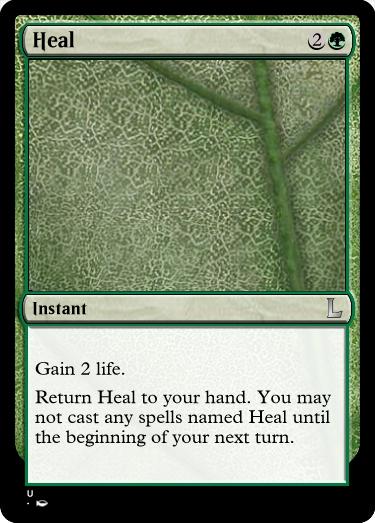 Heal 2
Instant L
Gain 2 life.
Return Heal to your hand. You may
not cast any spells named Heal until
the beginning of your next turn.
U